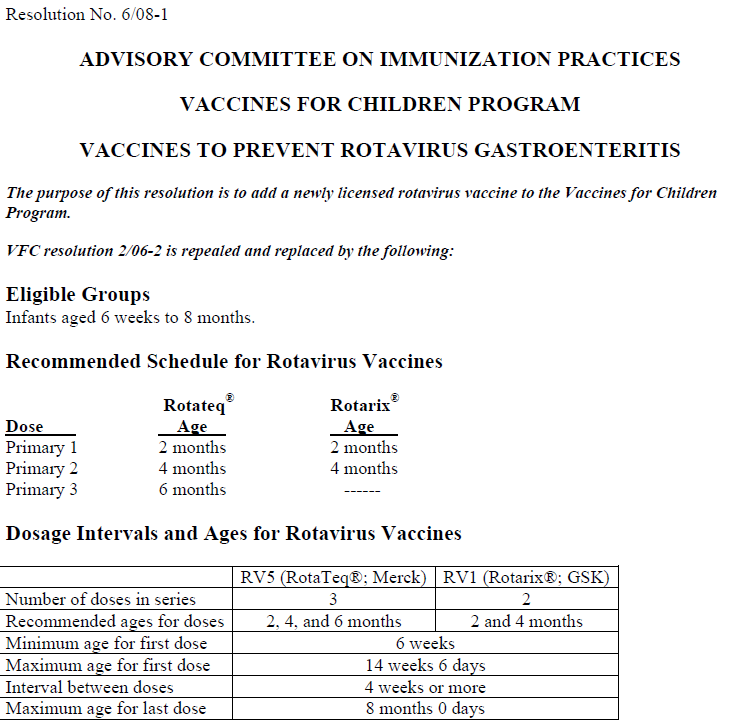 Resolution No. 6/08-1
ADVISORY COMMITTEE ON IMMUNIZATION PRACTICES
VACCINES FOR CHILDREN PROGRAM
VACCINES TO PREVENT ROTAVIRUS GASTROENTERITIS
The purpose of this resolution is to add a newly licensed rotavirus vaccine to the Vaccines for Children
Program.
VFC resolution 2/06-2 is repealed and replaced by the following:
Eligible Groups
Infants aged 6 weeks to 8 months.
Recommended Schedule for Rotavirus Vaccines
Rotateq® Rotarix®
Dose Age Age
Primary 1 2 months 2 months
Primary 2 4 months 4 months
Primary 3 6 months ------
Dosage Intervals and Ages for Rotavirus Vaccines
RV5 (RotaTeq®; Merck) RV1 (Rotarix®; GSK)
Number of doses in series 3 2
Recommended ages for doses 2, 4, and 6 months 2 and 4 months
Minimum age for first dose 6 weeks
Maximum age for first dose 14 weeks 6 days
Interval between doses 4 weeks or more
Maximum age for last dose 8 months 0 days